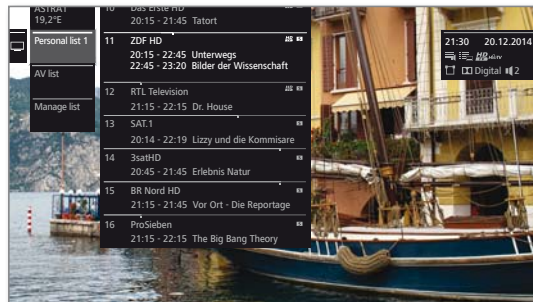 ASTRA1
19,2°E
Personal list 1
AV list
Manage list
10 Das Erste HD
20:15 - 21:45 Tatort
11 ZDF HD
20:15 - 22:45 Unterwegs
22:45 - 23:20 Bilder der Wissenschaft
12 RTL Television
21:15 - 22:15 Dr. House
13 SAT.1
20:14 - 22:19 Lizzy und die Kommisare
14 3satHD
20:45 - 21:45 Erlebnis Natur
15 BR Nord HD
21:15 - 21:45 Vor Ort - Die Reportage
16 ProSieben
21:15 - 22:15 The Big Bang Theory
21:30 20.12.2014
Digital 2